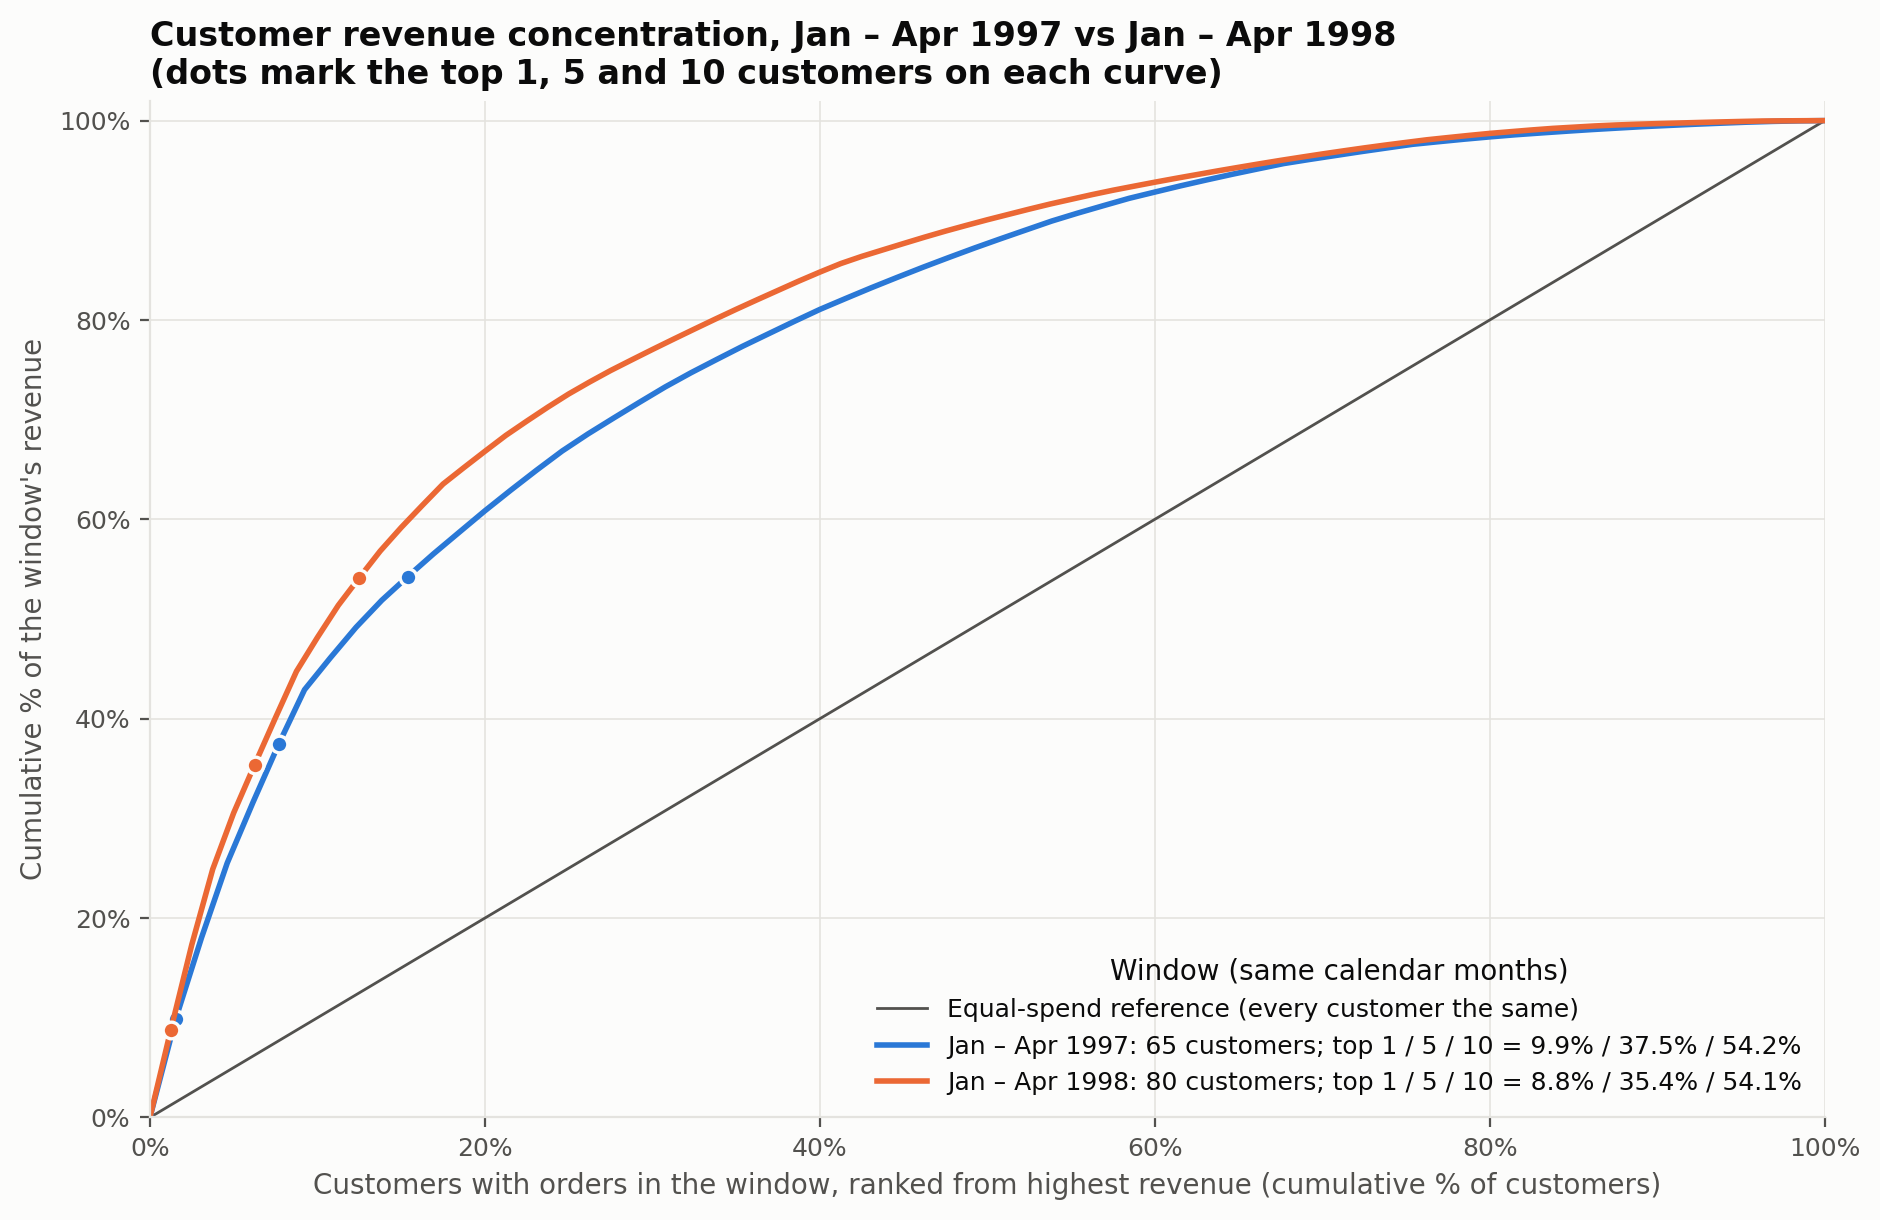 Customer revenue concentration, Jan – Apr 1997 vs Jan – Apr 1998
(dots mark the top 1, 5 and 10 customers on each curve)
Cumulative % of the window's revenue
100%
80%
60%
40%
20%
0%
Window (same calendar months)
Equal-spend reference (every customer the same)
Jan – Apr 1997: 65 customers; top 1 / 5 / 10 = 9.9% / 37.5% / 54.2%
Jan – Apr 1998: 80 customers; top 1 / 5 / 10 = 8.8% / 35.4% / 54.1%
0%
20%
40%
60%
80%
100%
Customers with orders in the window, ranked from highest revenue (cumulative % of customers)